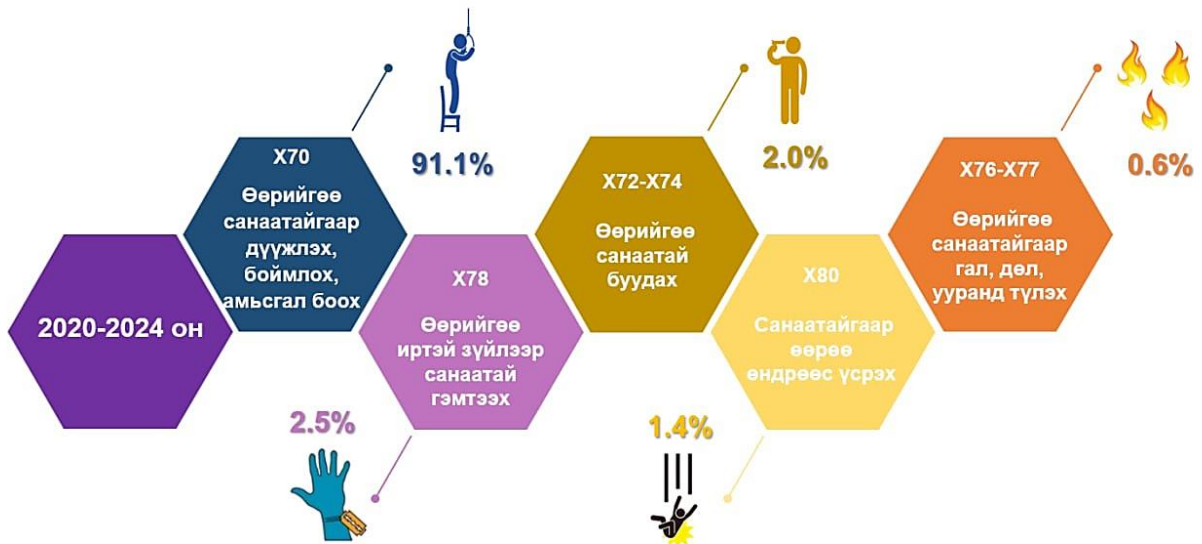 2020-2024 он
X70
Өөрийгөө
санаатайгаар
дүүжлэх,
боймлох,
амьсгал боох
91.1%
X78
Өөрийгөө
иртэй зүйлээр
санаатай
гэмтээх
2.5%
X72-X74
Өөрийгөө
санаатай
буудах
2.0%
X80
Санаатайгаар
өөрөө
өндрөөс үсрэх
1.4%
X76-X77
Өөрийгөө
санаатайгаар
гал, дөл,
ууранд түлэх
0.6%